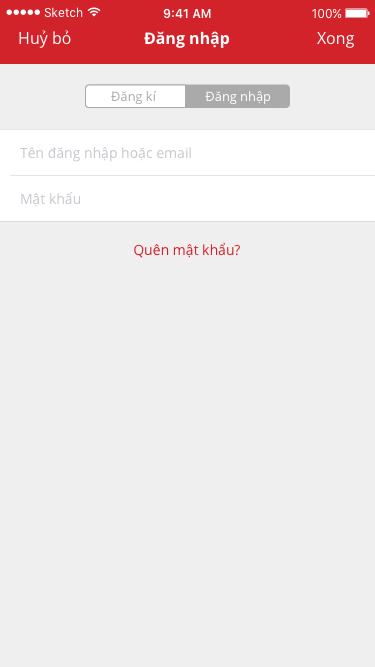 Sketch 9:41 AM 100%
Huỷ bỏ Đăng nhập Xong
Đăng kí Đăng nhập
Tên đăng nhập hoặc email
Mật khẩu
Quên mật khẩu?